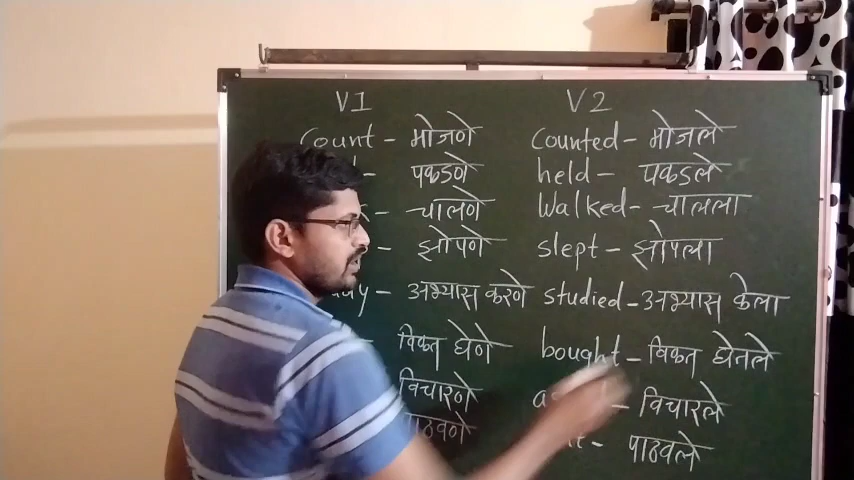 V1 V2
Count - मोजणे counted - मोजले
- पकडणे held - पकडले
- चालणे Walked - चालला
- झोपणे slept - झोपला
- अभ्यास करणे studied - अभ्यास केला
विकत घेणे bought - विकत घेतले
विचारणे - विचारले
- पाठवले